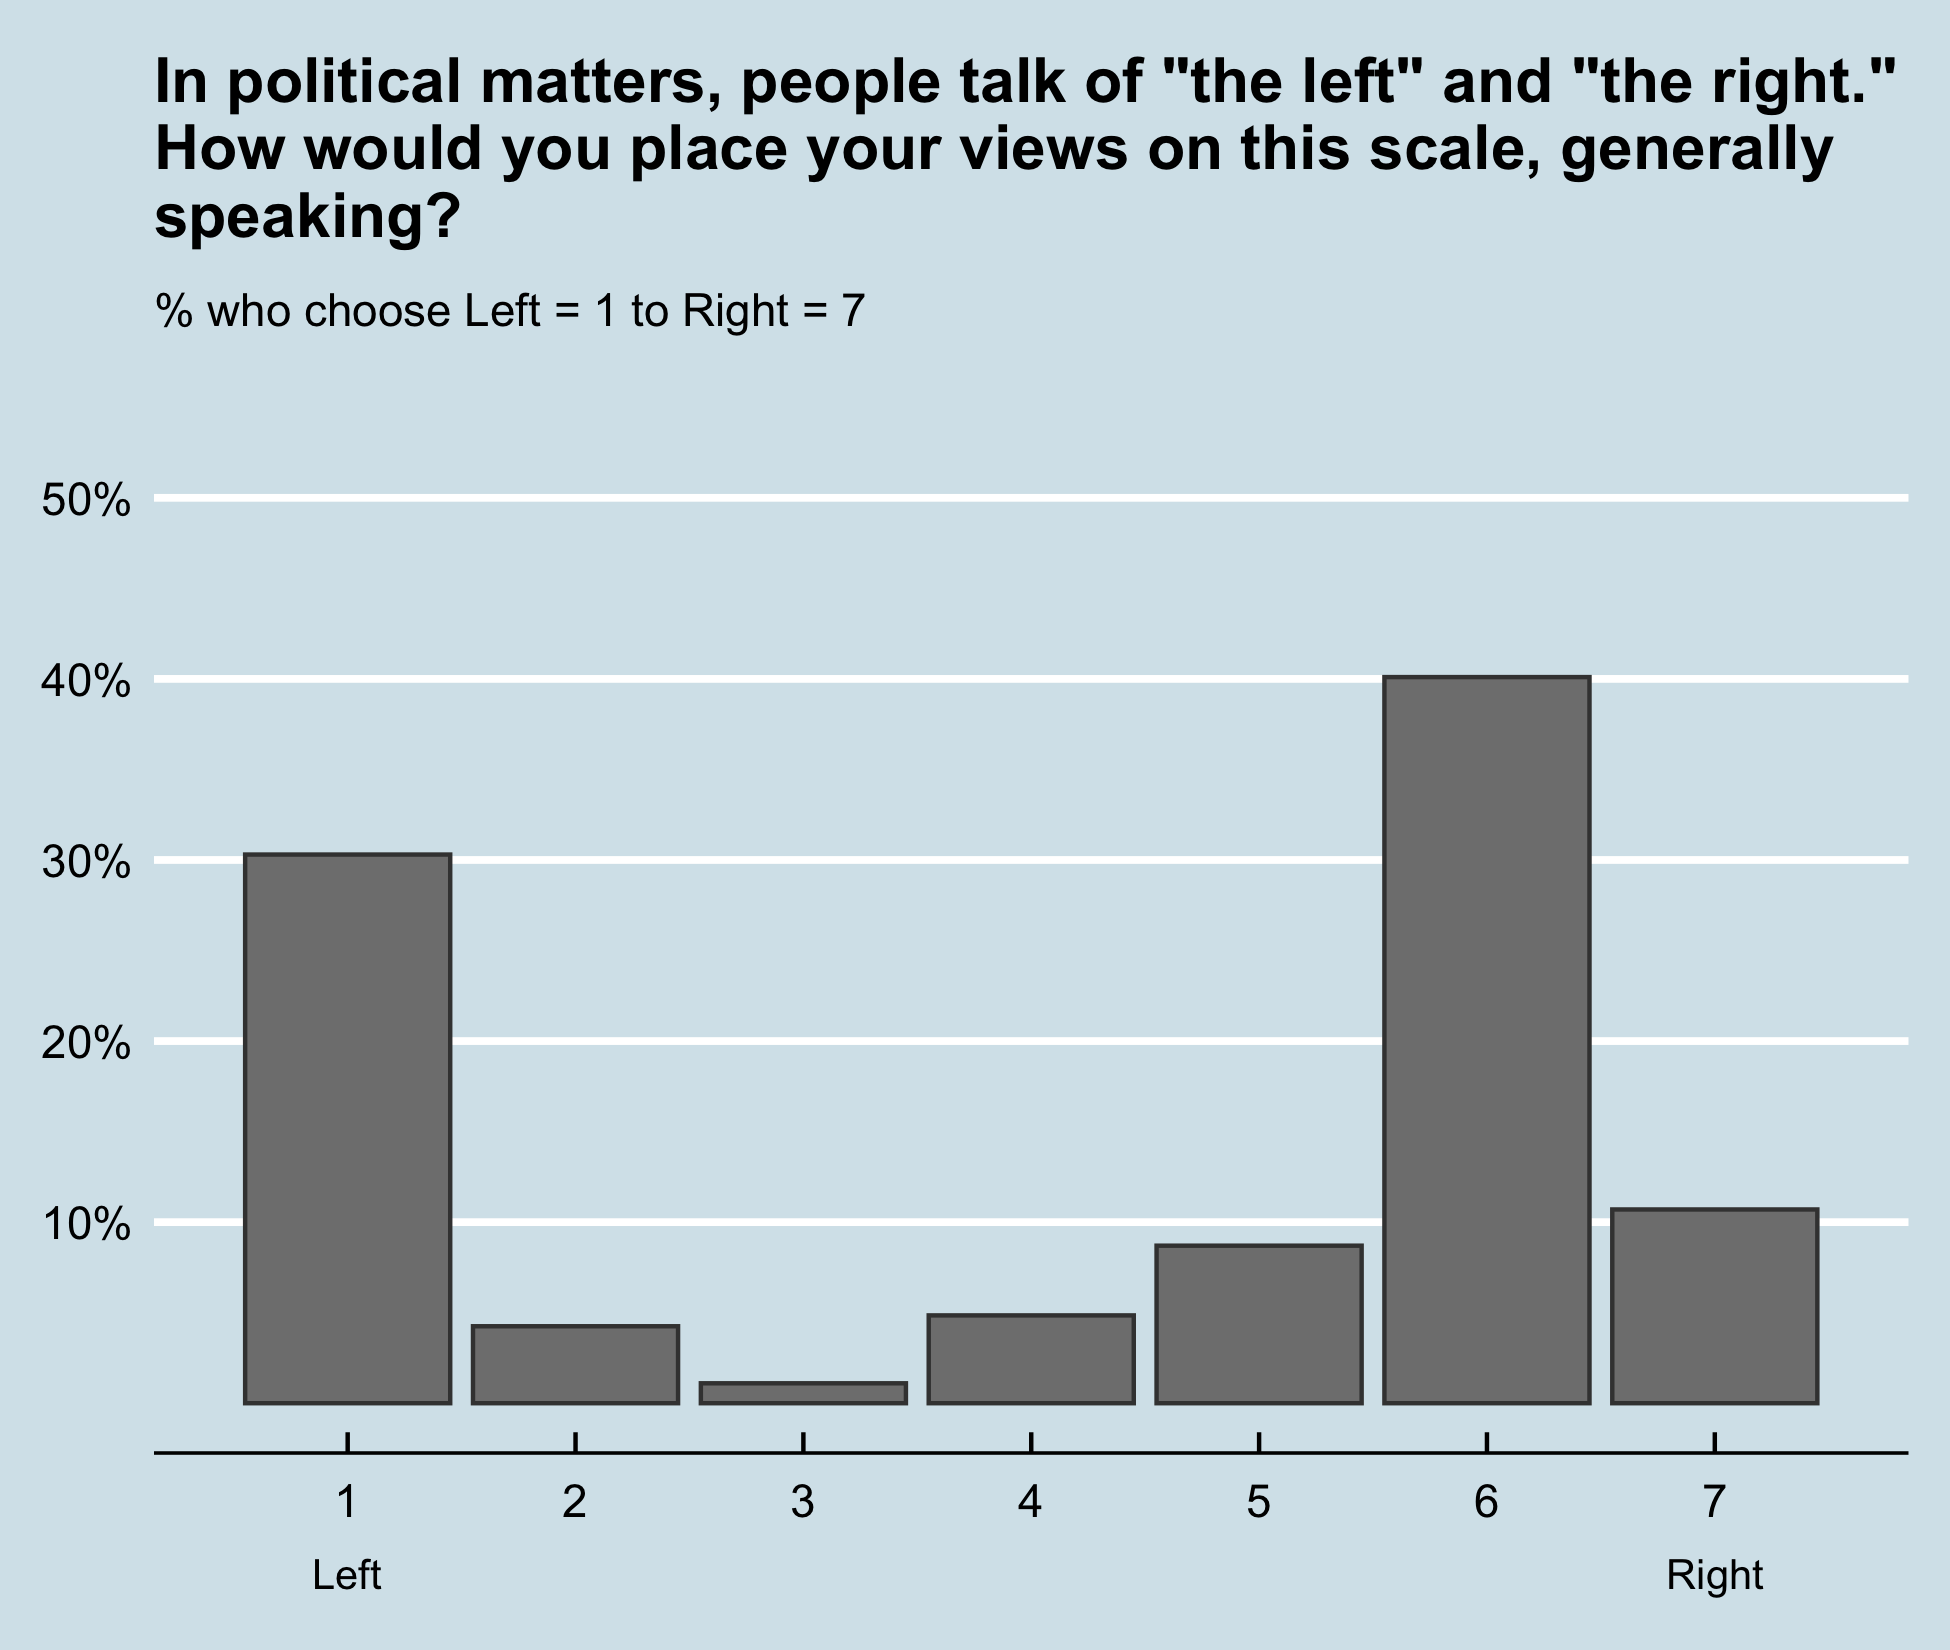 In political matters, people talk of "the left" and "the right."
How would you place your views on this scale, generally
speaking?
% who choose Left = 1 to Right = 7
50%
40%
30%
20%
10%
1 2 3 4 5 6 7
Left Right